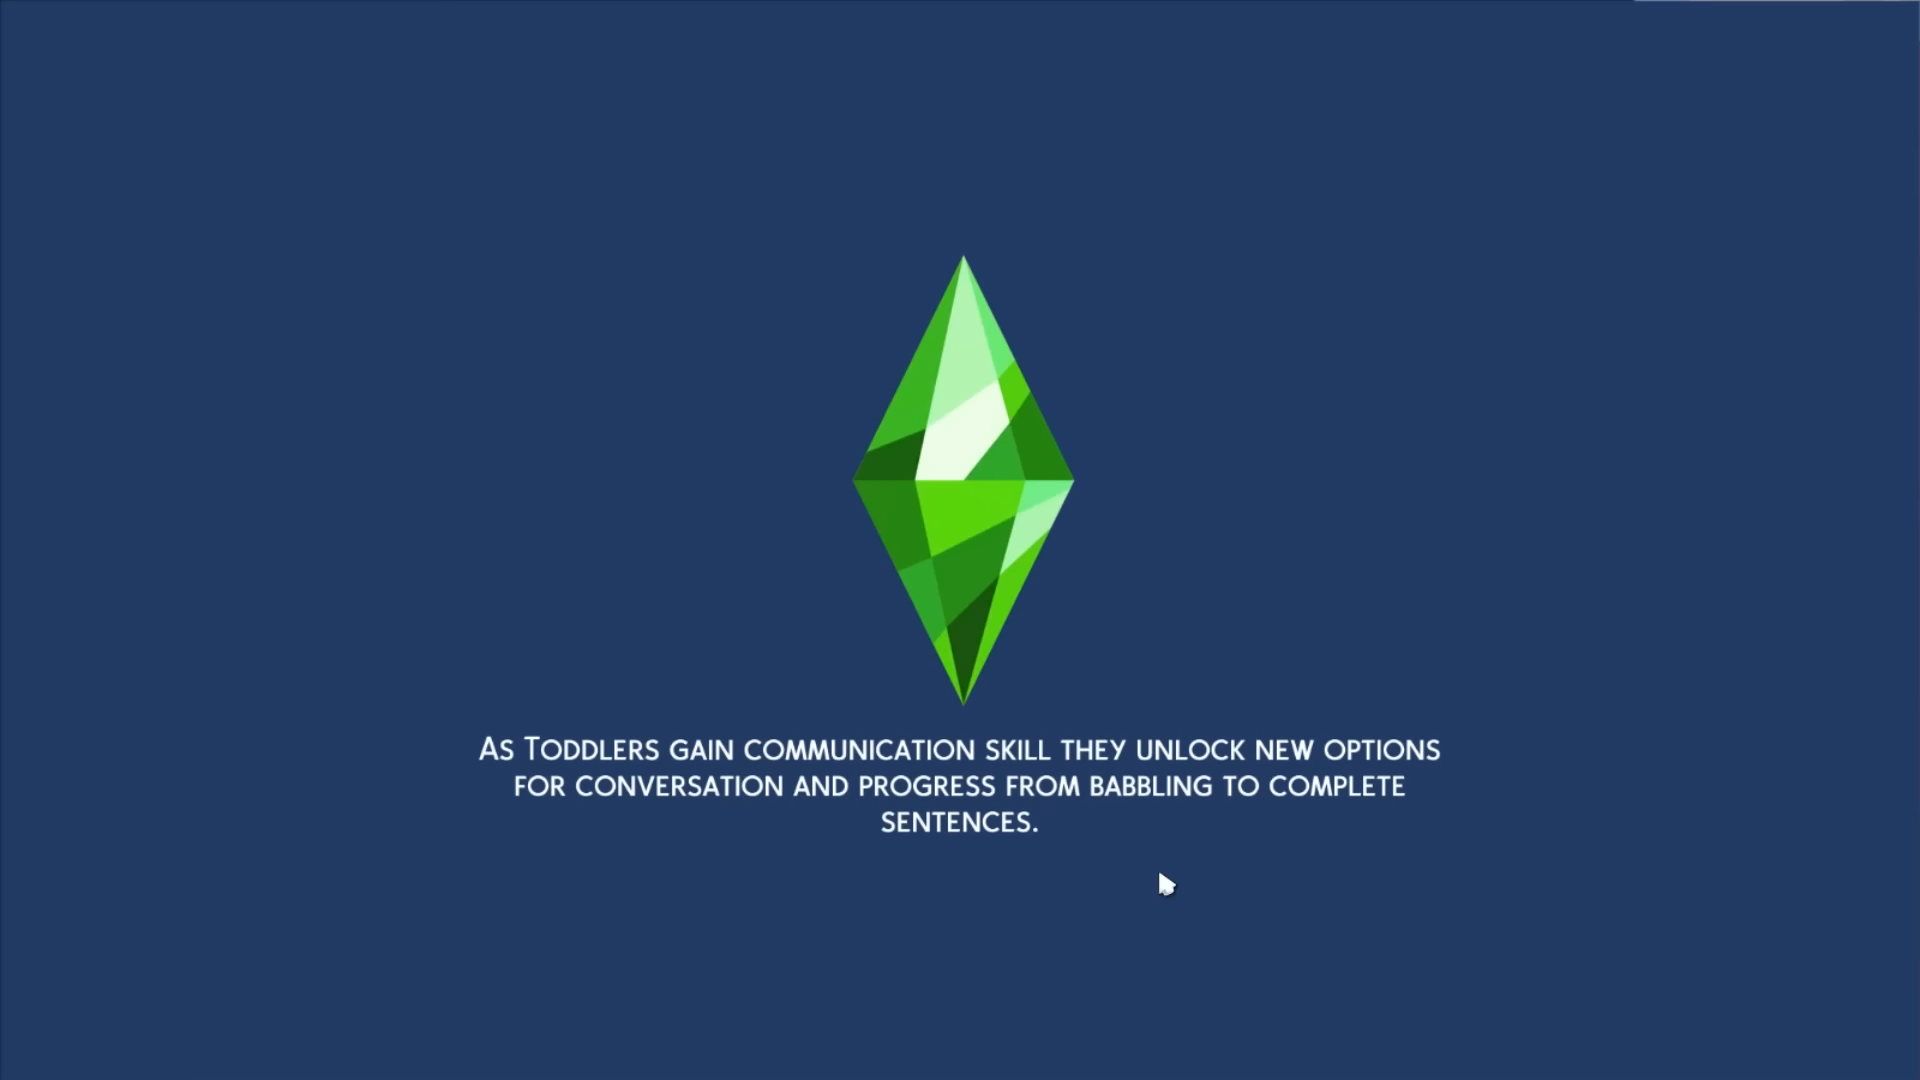 As Toddlers gain communication skill they unlock new options
for conversation and progress from babbling to complete
sentences.